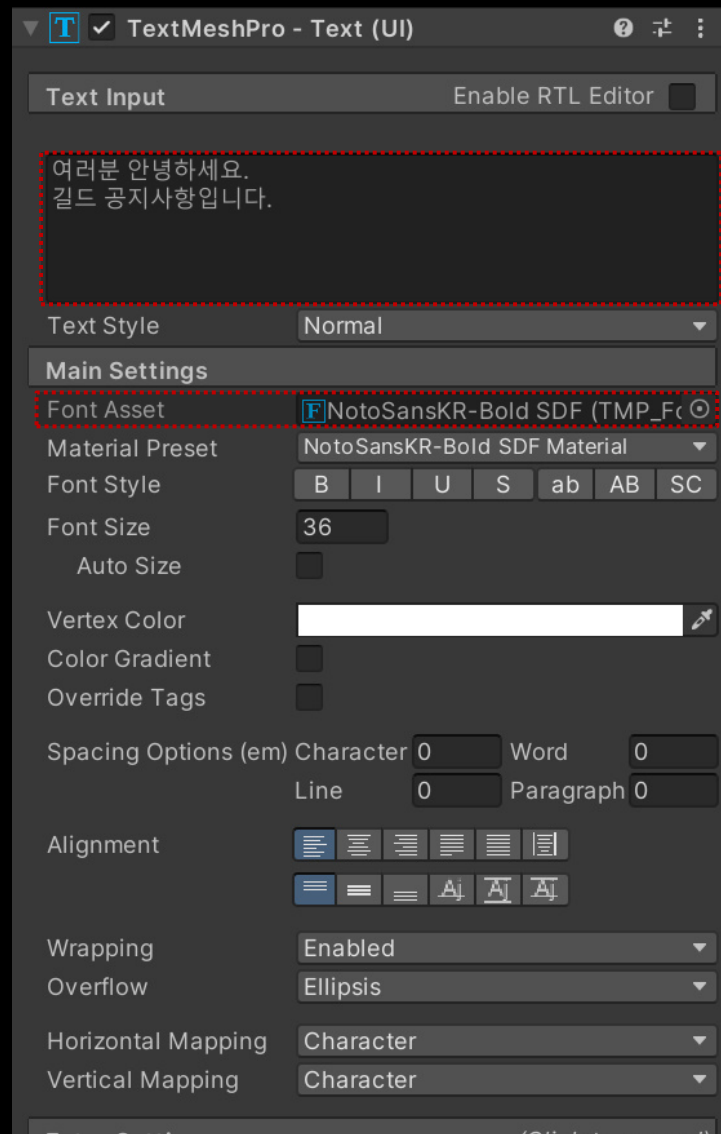 TextMeshPro - Text (UI)
Text Input Enable RTL Editor
여러분 안녕하세요.
길드 공지사항입니다.
Text Style Normal
Main Settings
Font Asset NotoSansKR-Bold SDF (TMP_Fo
Material Preset NotoSansKR-Bold SDF Material
Font Style B I U S ab AB SC
Font Size 36
Auto Size
Vertex Color
Color Gradient
Override Tags
Spacing Options (em) Character 0 Word 0
Line 0 Paragraph 0
Alignment
Wrapping Enabled
Overflow Ellipsis
Horizontal Mapping Character
Vertical Mapping Character